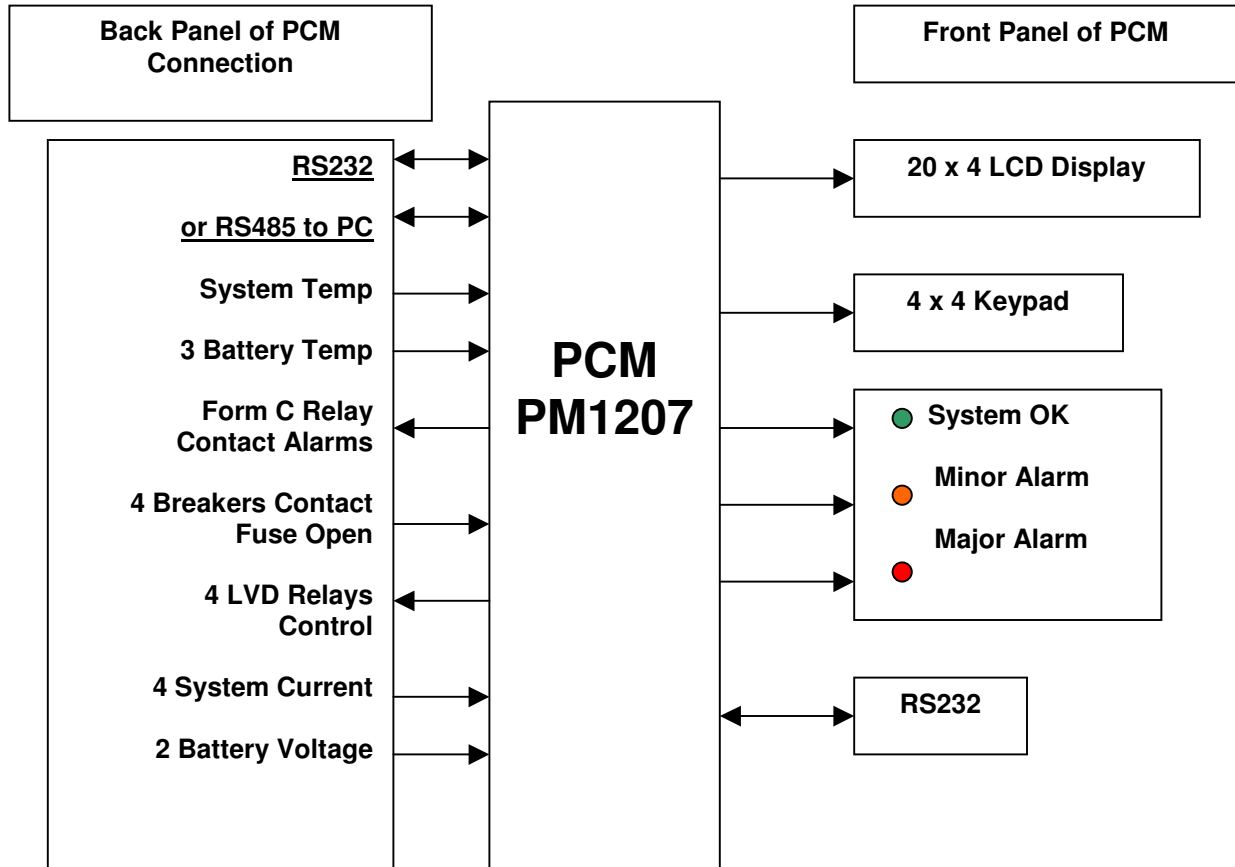 Back Panel of PCM
Connection
Front Panel of PCM
RS232
or RS485 to PC
System Temp
3 Battery Temp
Form C Relay
Contact Alarms
4 Breakers Contact
Fuse Open
4 LVD Relays
Control
4 System Current
2 Battery Voltage
PCM
PM1207
20 x 4 LCD Display
4 x 4 Keypad
System OK
Minor Alarm
Major Alarm
RS232